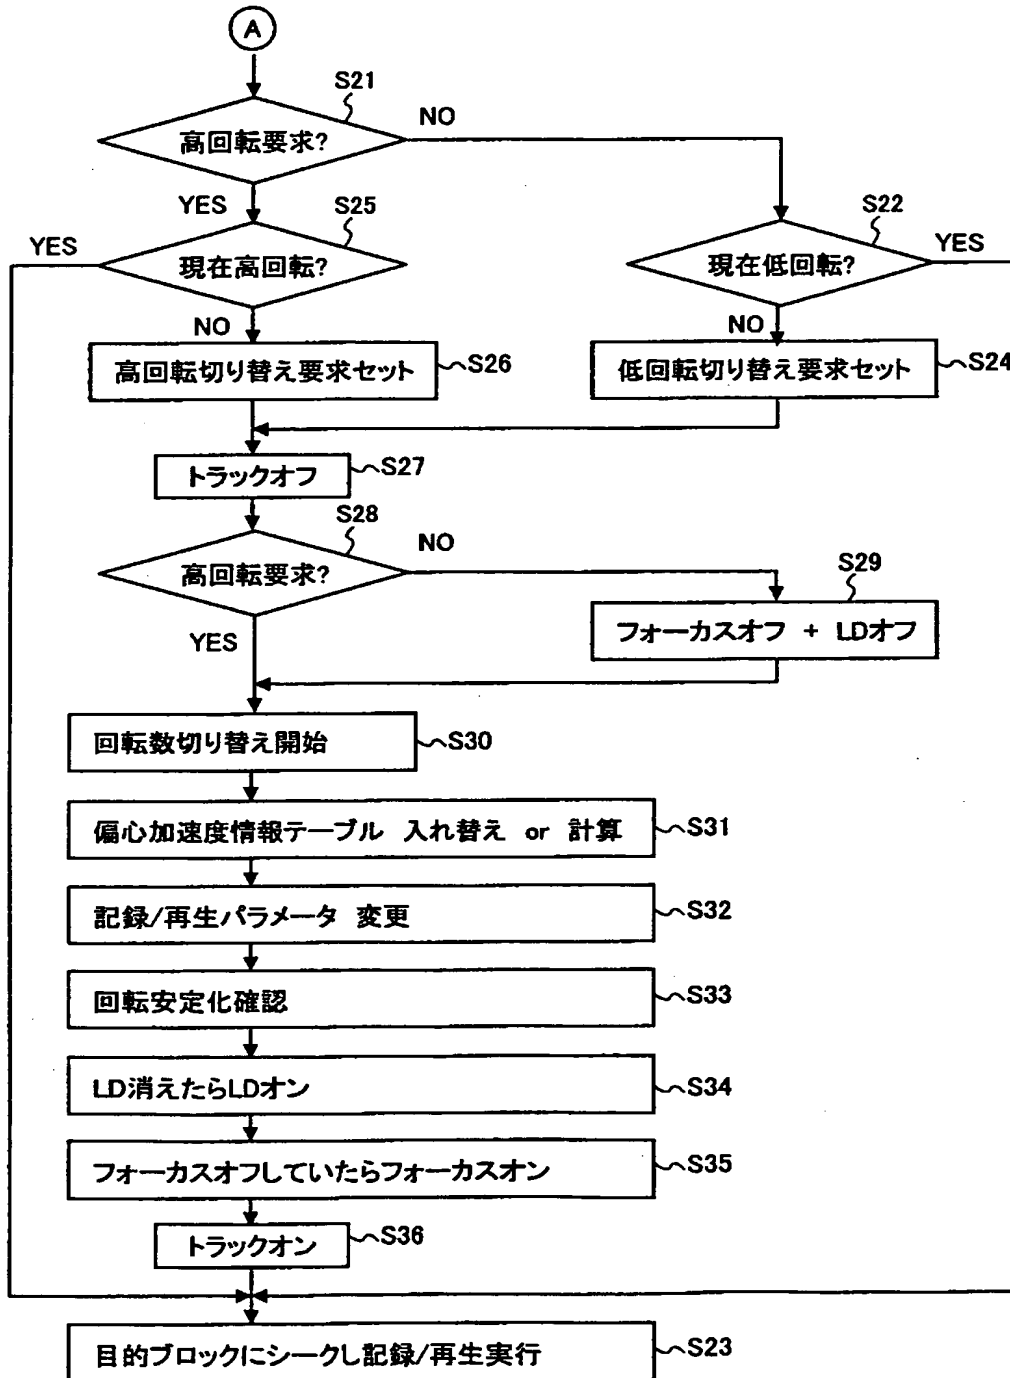 A
S21
高回転要求?
NO
YES
S25
S22
YES
現在高回転?
現在低回転?
YES
NO
NO
高回転切り替え要求セット
S26
低回転切り替え要求セット
S24
トラックオフ
S27
S28
高回転要求?
NO
S29
フォーカスオフ + LDオフ
YES
回転数切り替え開始
S30
偏心加速度情報テーブル 入れ替え or 計算
S31
記録/再生パラメータ 変更
S32
回転安定化確認
S33
LD消えたらLDオン
S34
フォーカスオフしていたらフォーカスオン
S35
トラックオン
S36
目的ブロックにシークし記録/再生実行
S23